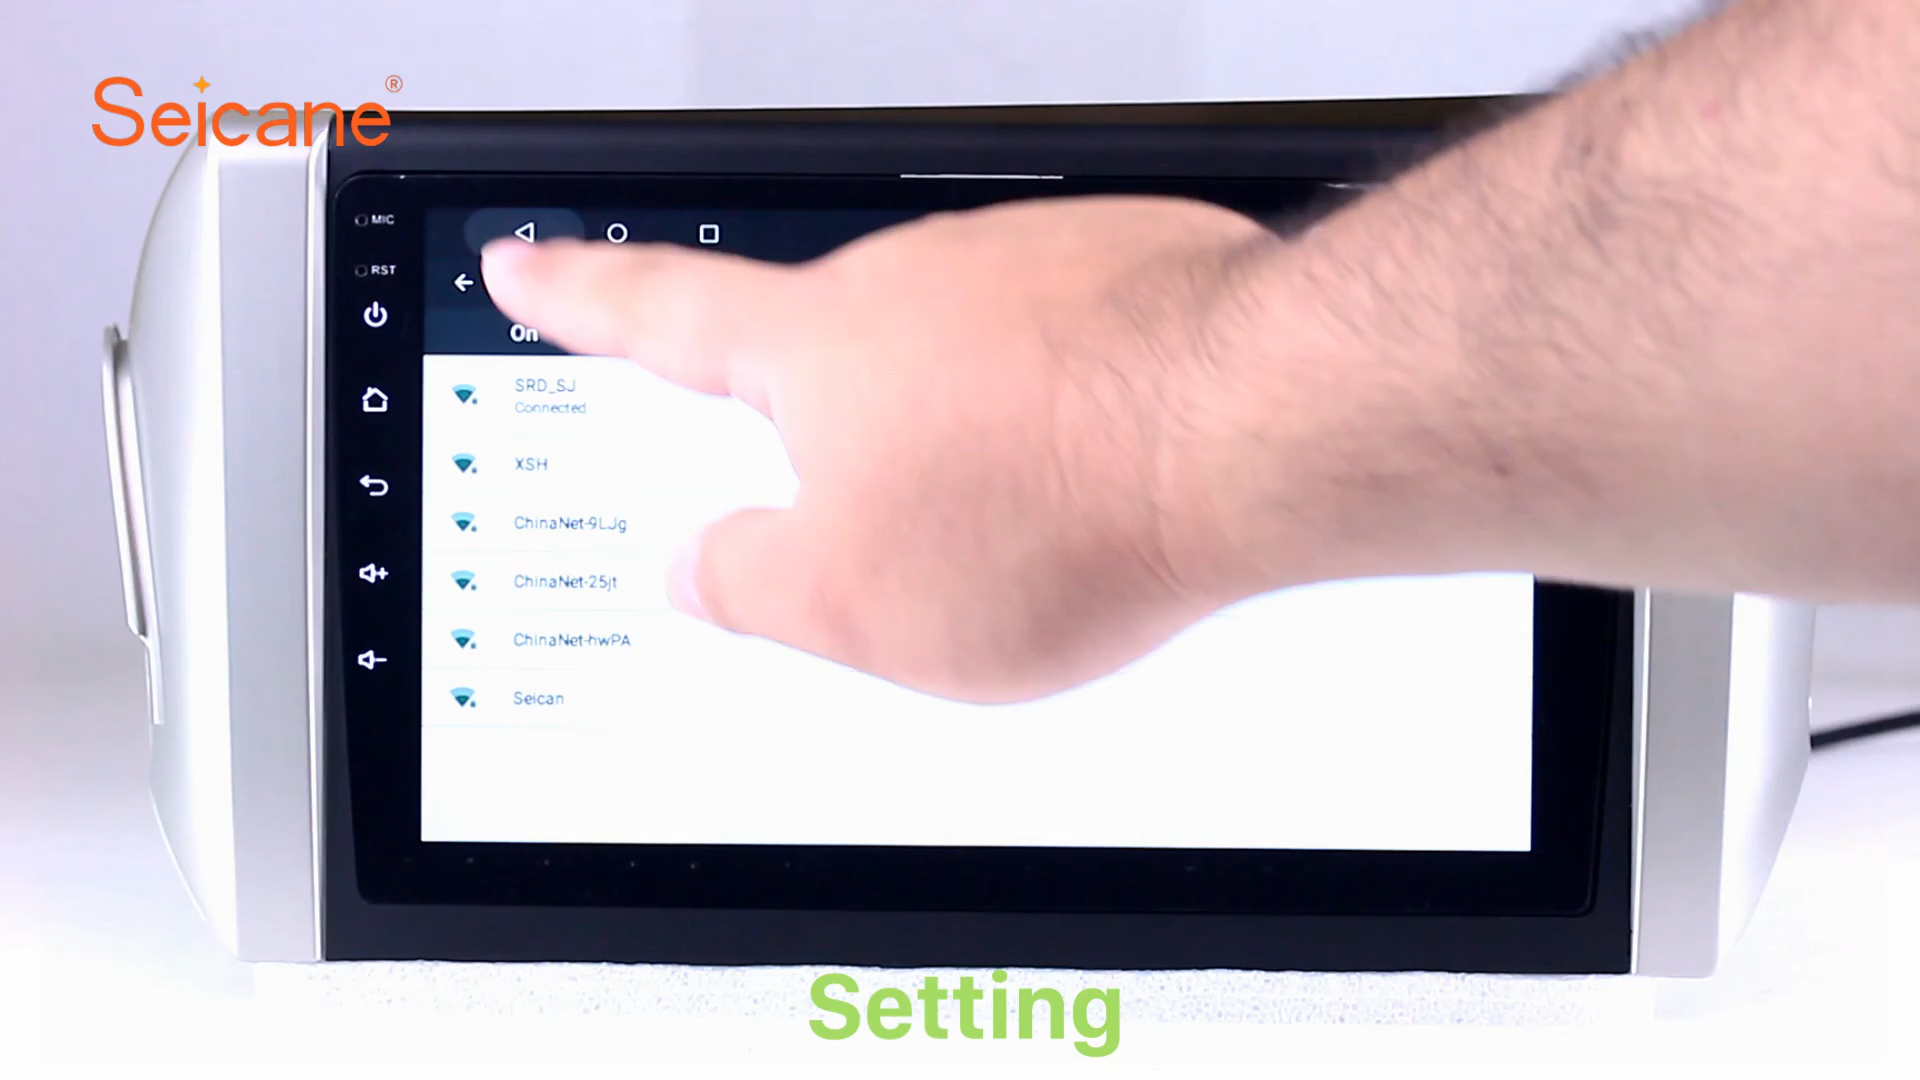 Seicane®
MIC
RST
On
SRD_SJ
Connected
XSH
ChinaNet-9LJg
ChinaNet-25jt
ChinaNet-hwPA
Seican
Setting